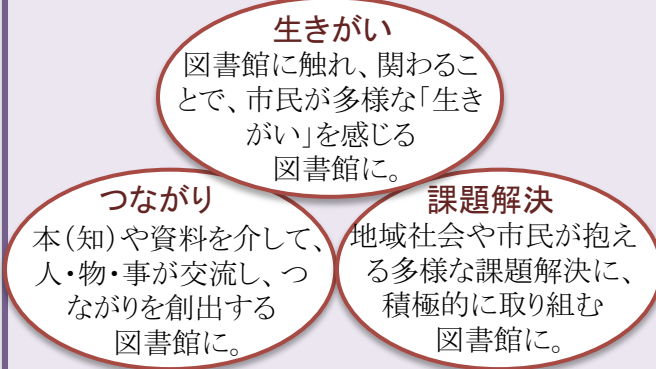 生きがい
図書館に触れ、関わるこ
とで、市民が多様な「生き
がい」を感じる
図書館に。
つながり
本(知)や資料を介して、
人・物・事が交流し、つ
ながりを創出する
図書館に。
課題解決
地域社会や市民が抱え
る多様な課題解決に、
積極的に取り組む
図書館に。